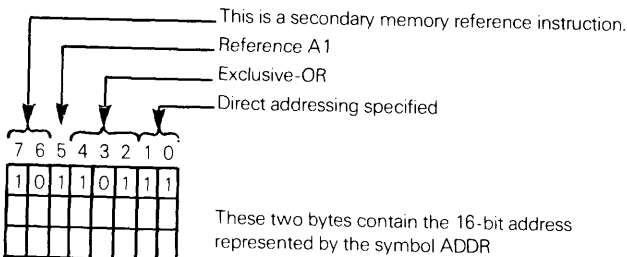 This is a secondary memory reference instruction.
Reference A1
Exclusive-OR
Direct addressing specified
7 6 5 4 3 2 1 0
1 0 1 1 0 1 1 1
These two bytes contain the 16-bit address
represented by the symbol ADDR